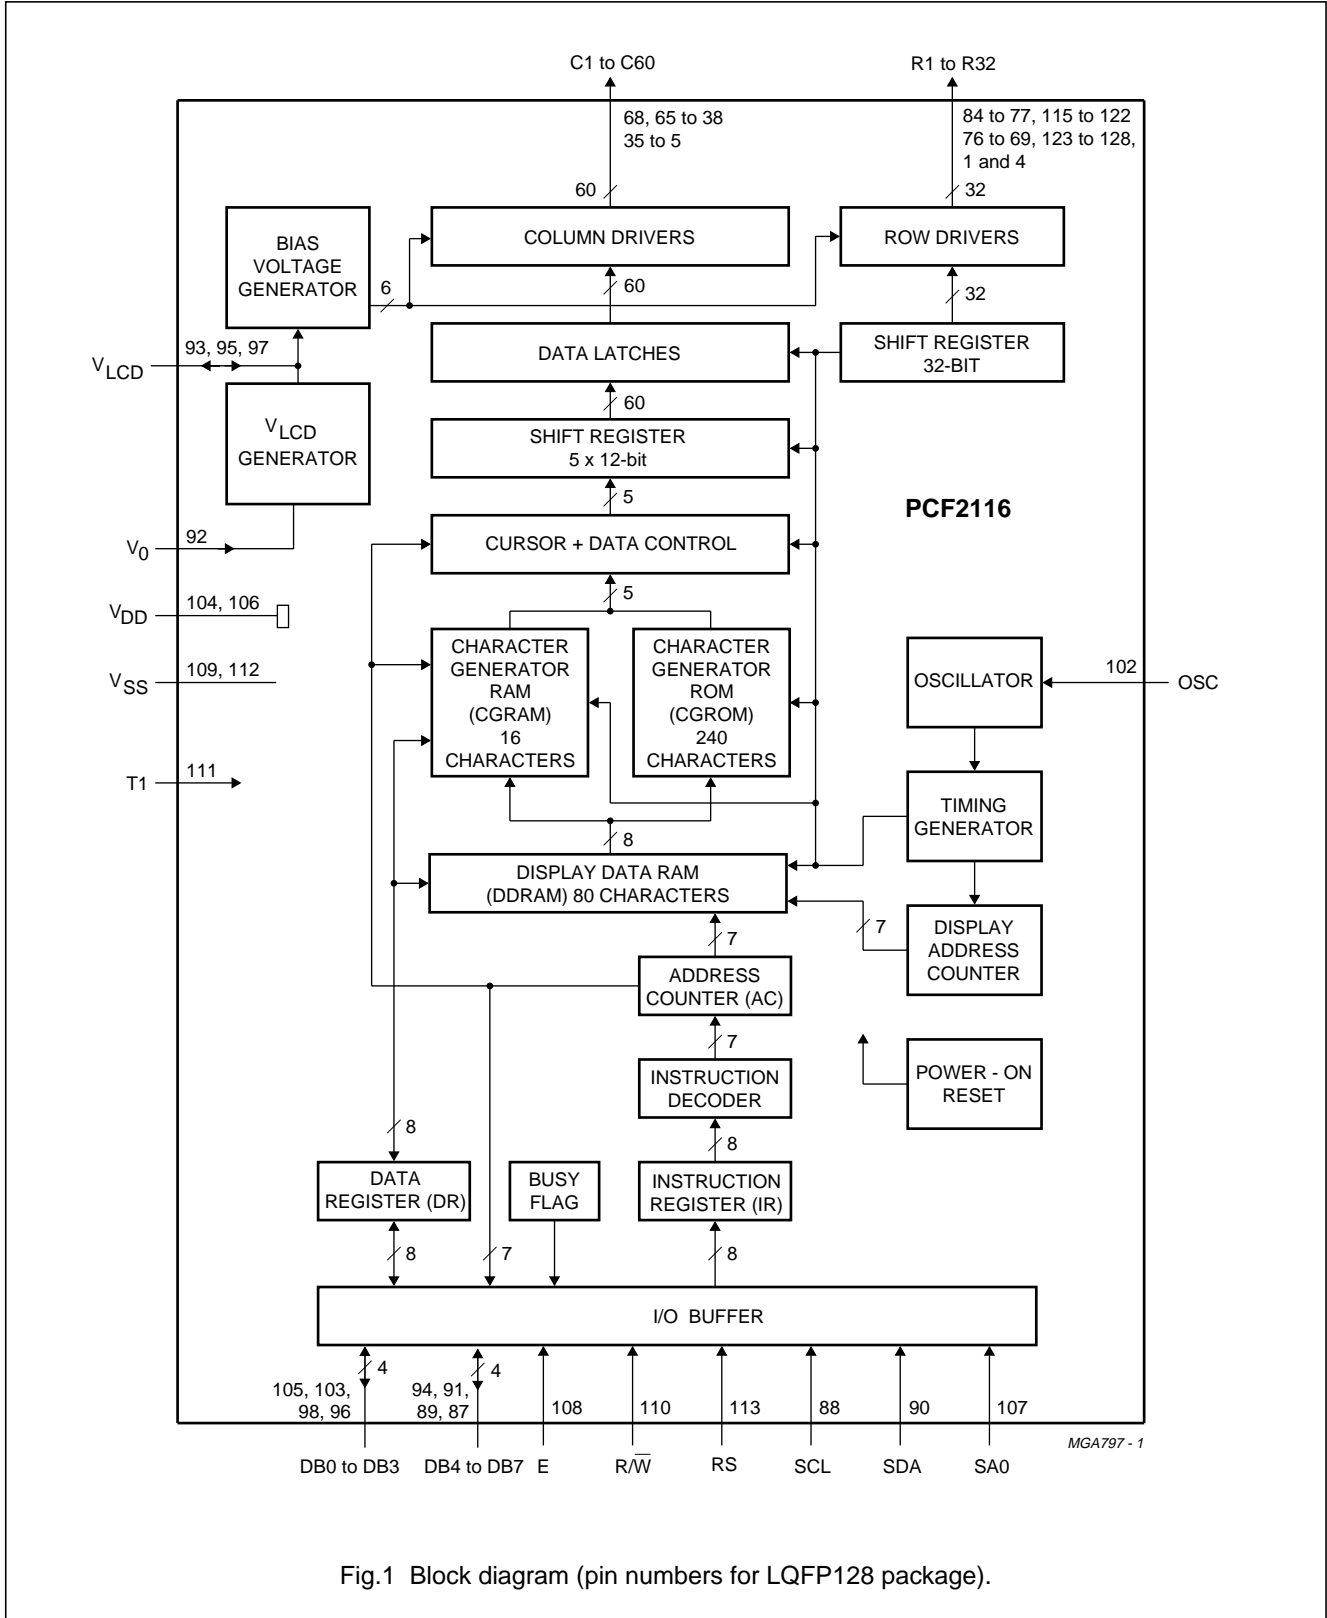 C1 to C60
R1 to R32
68, 65 to 38
35 to 5
84 to 77, 115 to 122
76 to 69, 123 to 128,
1 and 4
60
32
BIAS
VOLTAGE
GENERATOR
COLUMN DRIVERS
ROW DRIVERS
6
60
32
93, 95, 97
VLCD
DATA LATCHES
SHIFT REGISTER
32-BIT
60
VLCD
GENERATOR
SHIFT REGISTER
5 x 12-bit
5
PCF2116
92
V0
CURSOR + DATA CONTROL
5
104, 106
VDD
CHARACTER
GENERATOR
RAM
(CGRAM)
16
CHARACTERS
CHARACTER
GENERATOR
ROM
(CGROM)
240
CHARACTERS
109, 112
VSS
OSCILLATOR
102
OSC
111
T1
TIMING
GENERATOR
8
DISPLAY DATA RAM
(DDRAM) 80 CHARACTERS
7
7
DISPLAY
ADDRESS
COUNTER
ADDRESS
COUNTER (AC)
7
INSTRUCTION
DECODER
POWER - ON
RESET
8
8
DATA
REGISTER (DR)
BUSY
FLAG
INSTRUCTION
REGISTER (IR)
8
7
8
I/O BUFFER
4
4
105, 103,
98, 96
94, 91,
89, 87
108
110
113
88
90
107
MGA797 - 1
DB0 to DB3
DB4 to DB7
E
R/W̅
RS
SCL
SDA
SA0
Fig.1 Block diagram (pin numbers for LQFP128 package).